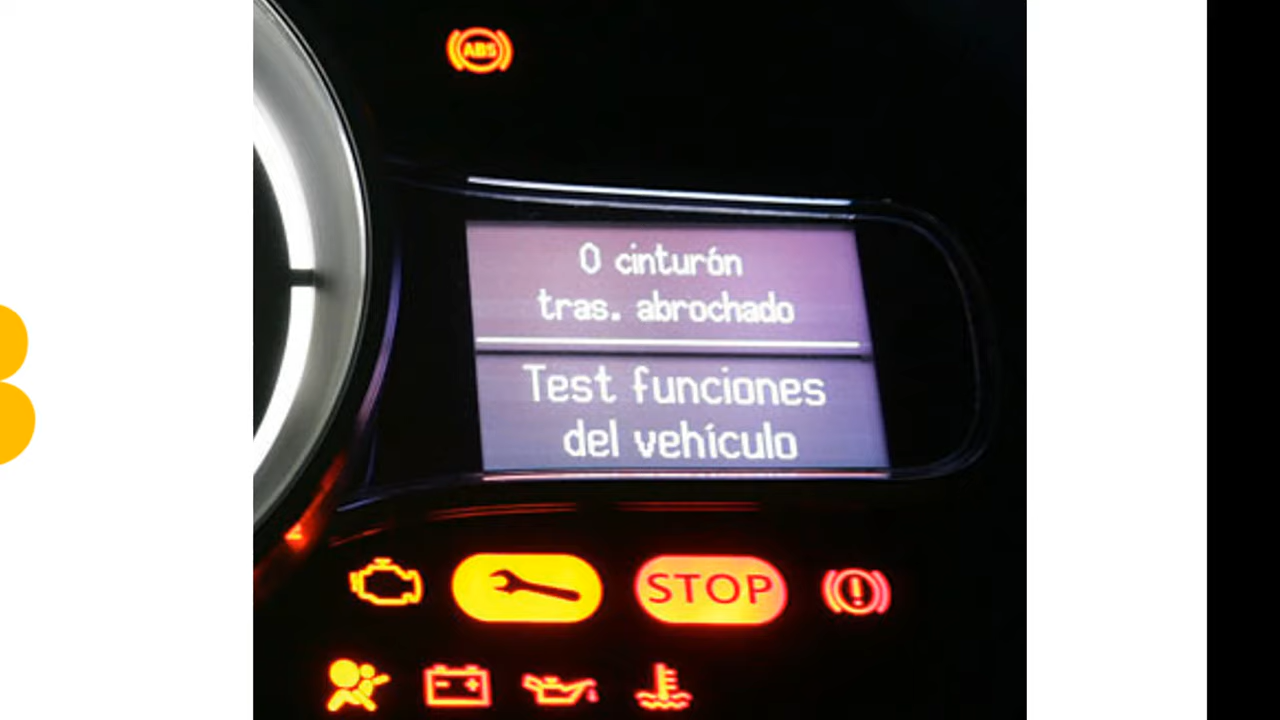 ABS
0 cinturón
tras. abrochado
Test funciones
del vehículo
STOP